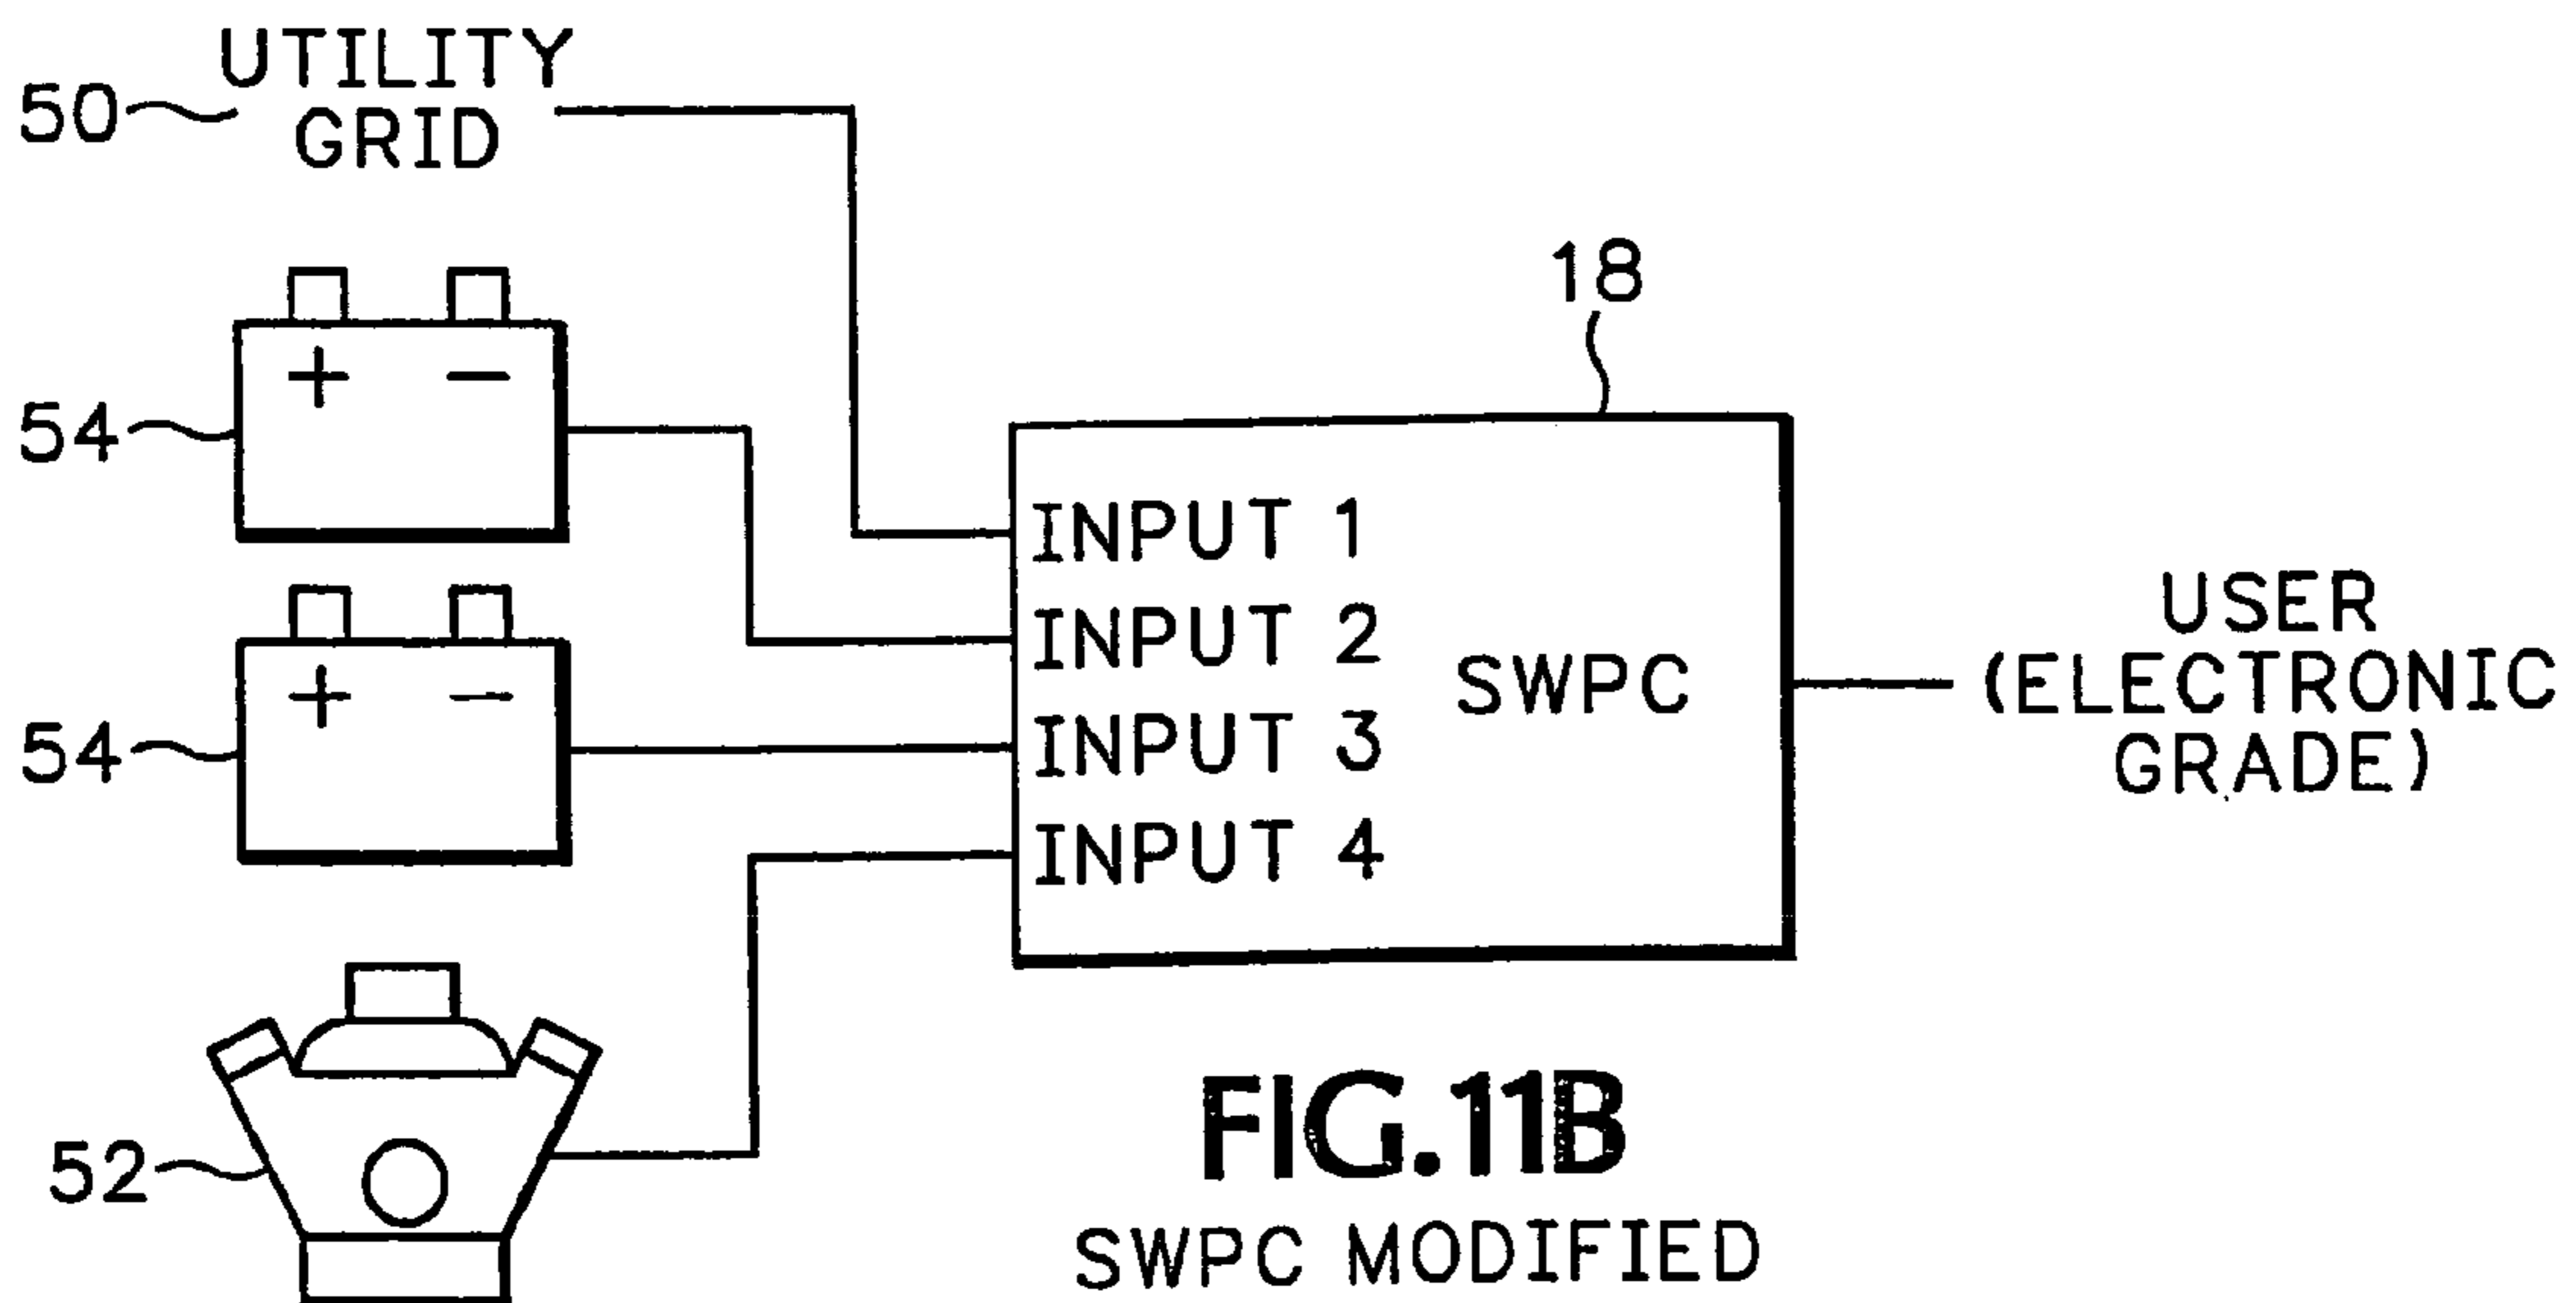 UTILITY
GRID
50
54
+ −
54
+ −
52
18
INPUT 1
INPUT 2
INPUT 3
INPUT 4
SWPC
USER
(ELECTRONIC
GRADE)
FIG.11B
SWPC MODIFIED